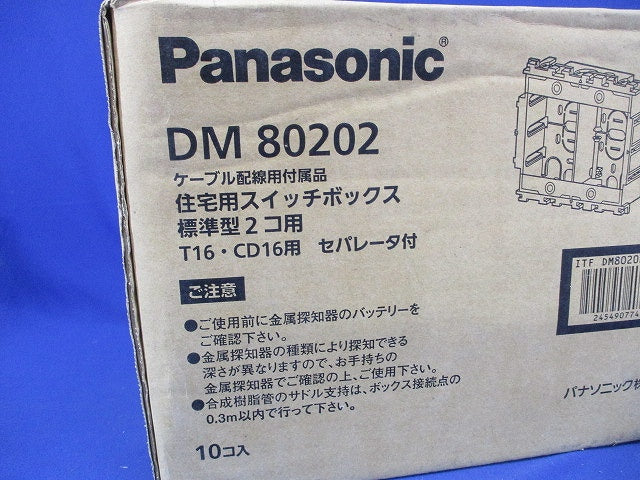 Panasonic®
DM 80202
ケーブル配線用付属品
住宅用スイッチボックス
標準型2コ用
T16・CD16用 セパレータ付
ご注意
●ご使用前に金属探知器のバッテリーを
ご確認下さい。
●金属探知器の種類により探知できる
深さが異なりますので、お手持ちの
金属探知器でご確認の上、ご使用下さい。
●合成樹脂管のサドル支持は、ボックス接続点の
0.3m以内で行って下さい。
10コ入
ITF DM8020
245490774
パナソニック株